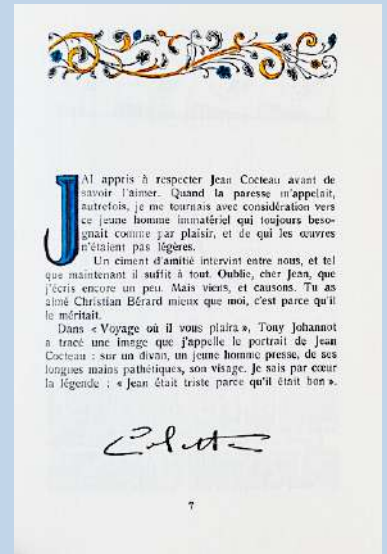 JAI appris à respecter Jean Cocteau avant de
savoir l'aimer. Quand la paresse m'appelait,
autrefois, je me tournais avec considération vers
ce jeune homme immatériel qui toujours beso-
gnait comme par plaisir, et de qui les œuvres
n'étaient pas légères.
Un ciment d'amitié intervint entre nous, et tel
que maintenant il suffit à tout. Oublie, cher Jean, que
j'écris encore un peu. Mais viens, et causons. Tu as
aimé Christian Bérard mieux que moi, c'est parce qu'il
le méritait.
Dans « Voyage où il vous plaira », Tony Johannot
a tracé une image que j'appelle le portrait de Jean
Cocteau : sur un divan, un jeune homme presse, de ses
longues mains pathétiques, son visage. Je sais par cœur
la légende : « Jean était triste parce qu'il était bon ».
Colette
7